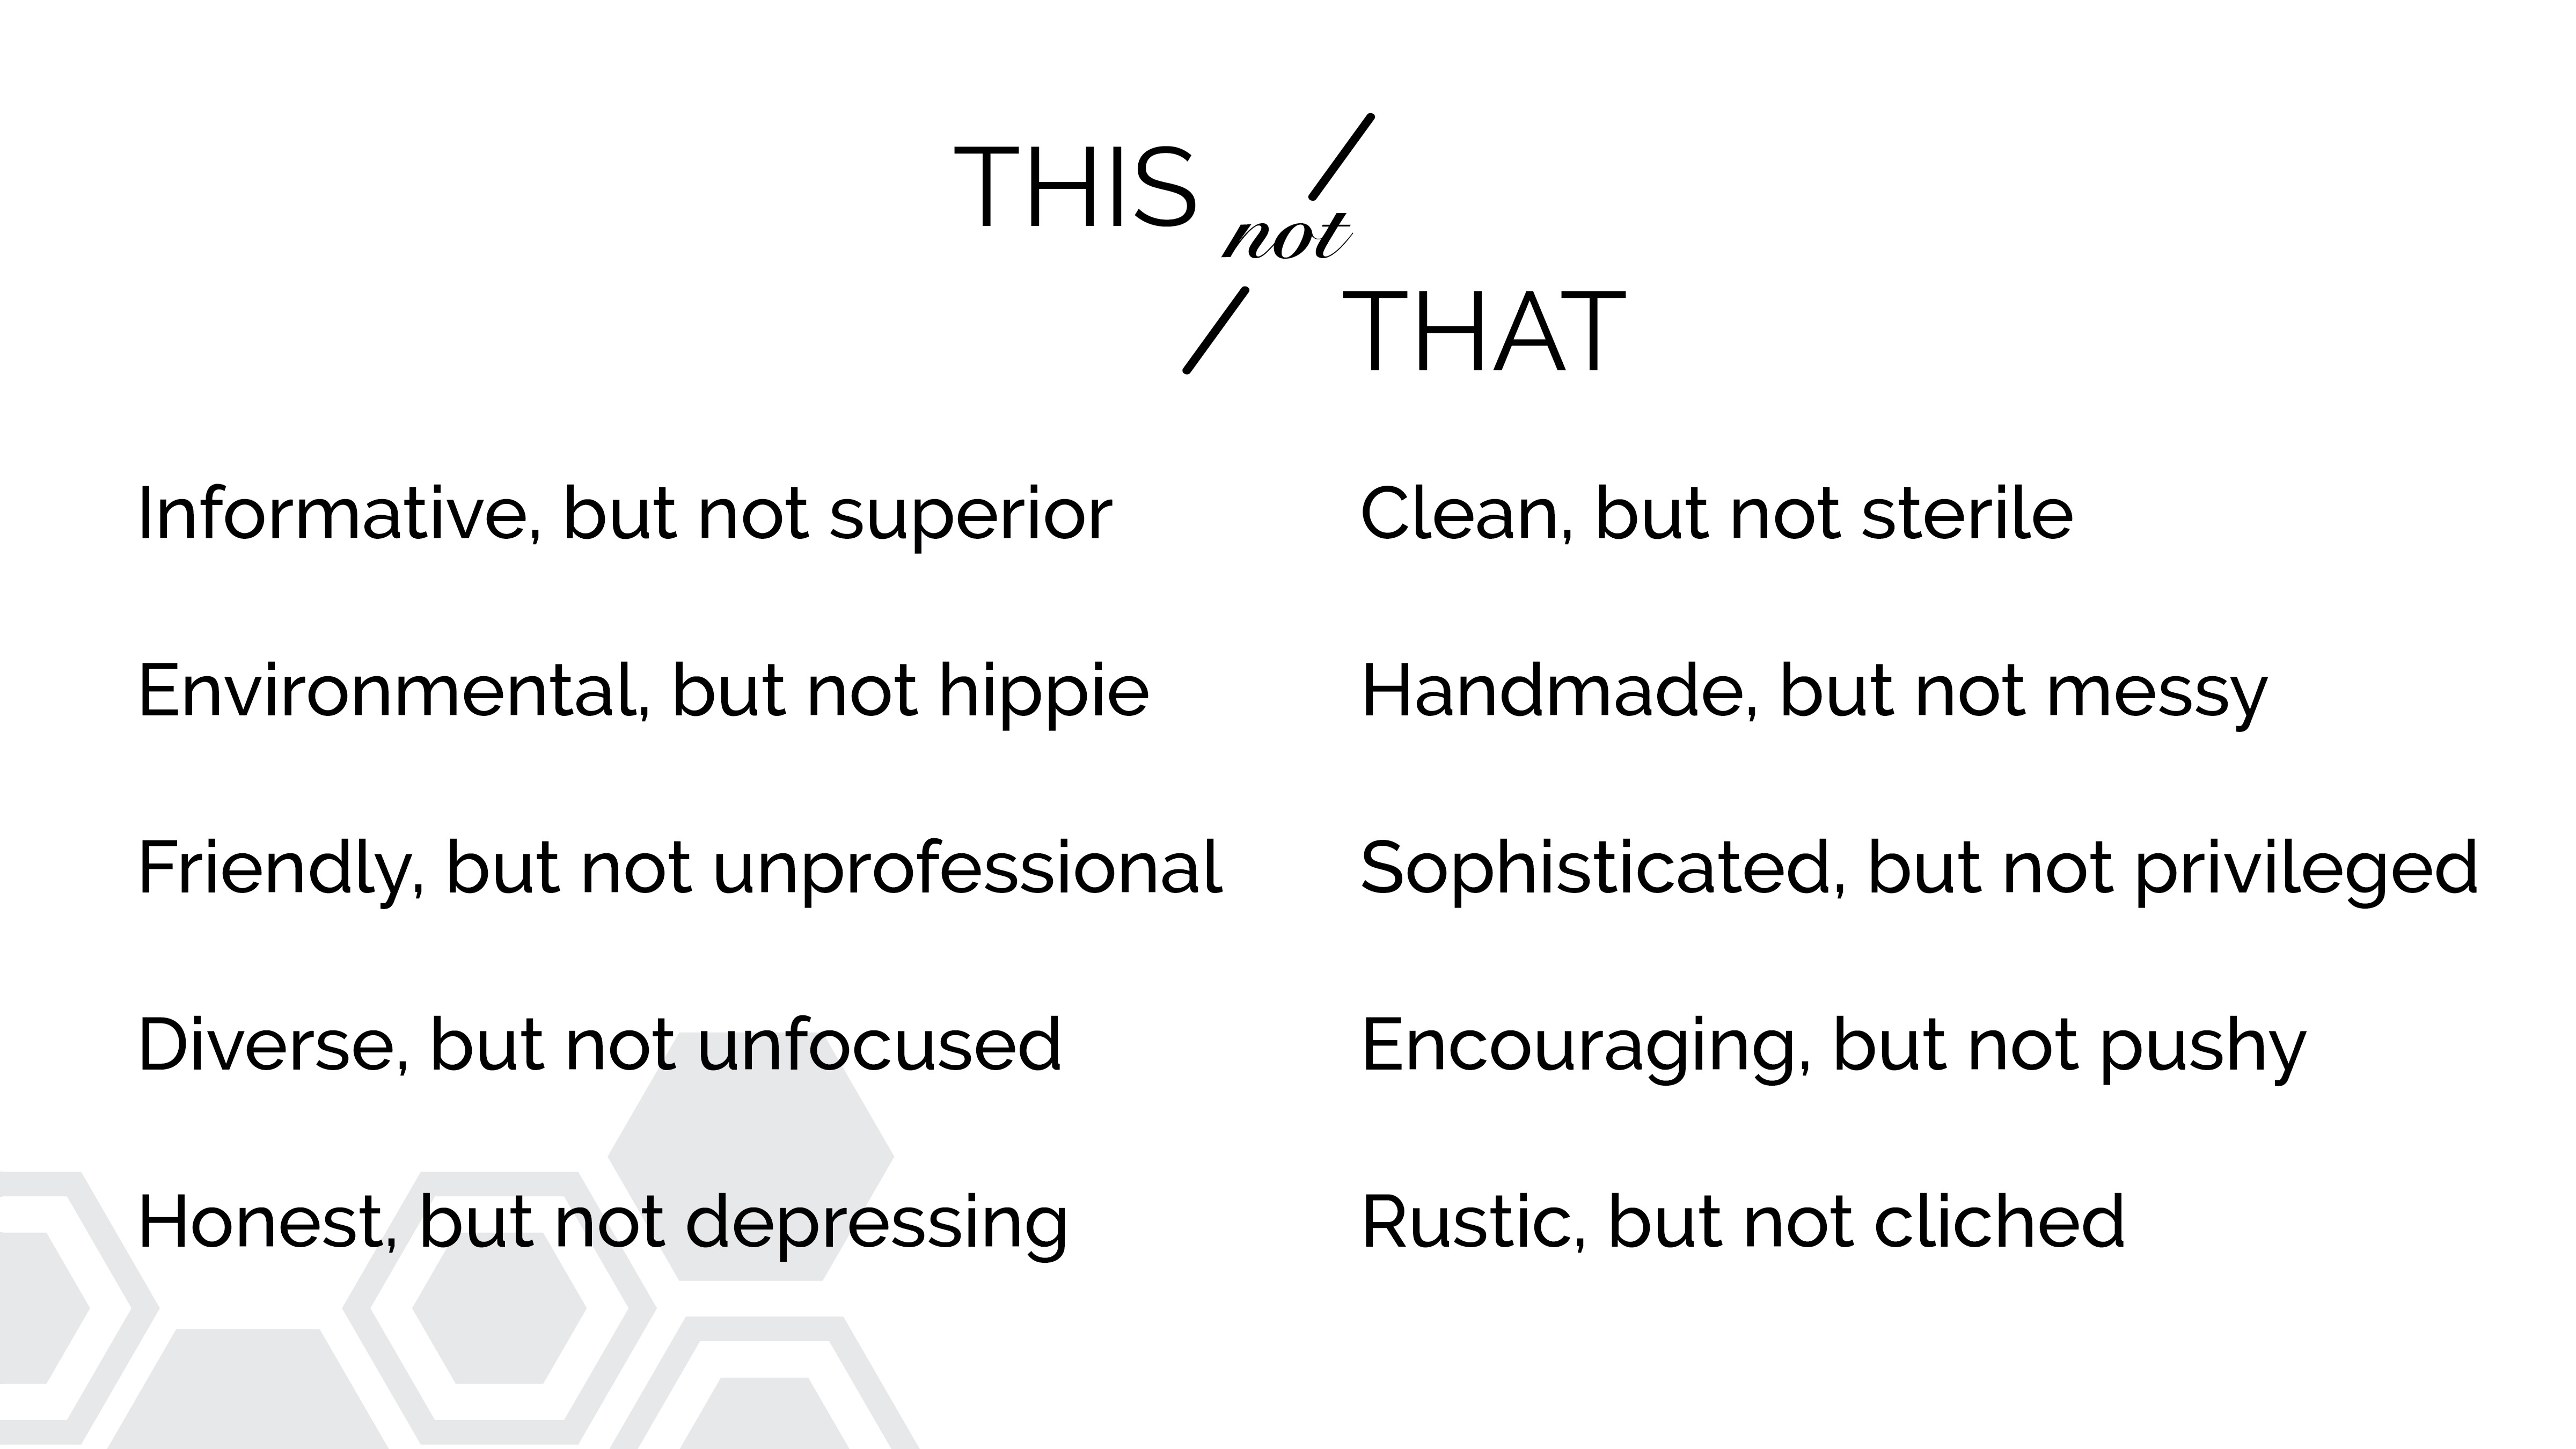 THIS
not
THAT
Informative, but not superior
Environmental, but not hippie
Friendly, but not unprofessional
Diverse, but not unfocused
Honest, but not depressing
Clean, but not sterile
Handmade, but not messy
Sophisticated, but not privileged
Encouraging, but not pushy
Rustic, but not cliched